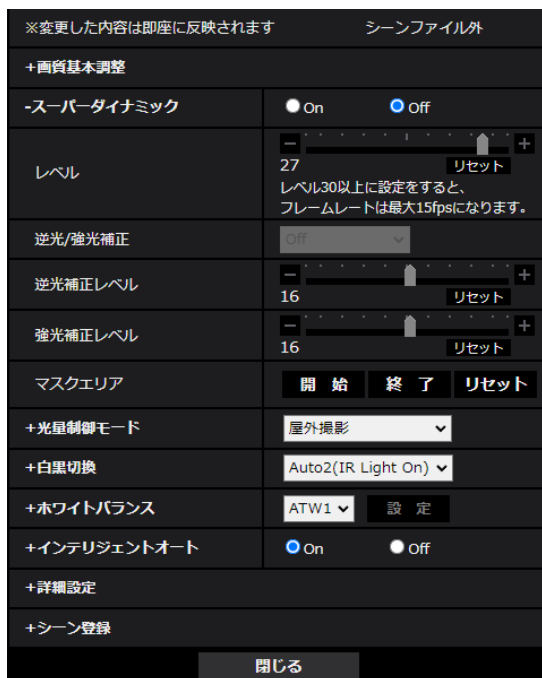 ※変更した内容は即座に反映されます シーンファイル外
+画質基本調整
-スーパーダイナミック On Off
レベル
27 リセット
レベル30以上に設定をすると、
フレームレートは最大15fpsになります。
逆光/強光補正 Off
逆光補正レベル
16 リセット
強光補正レベル
16 リセット
マスクエリア 開 始 終 了 リセット
+光量制御モード 屋外撮影
+白黒切換 Auto2(IR Light On)
+ホワイトバランス ATW1 設 定
+インテリジェントオート On Off
+詳細設定
+シーン登録
閉じる